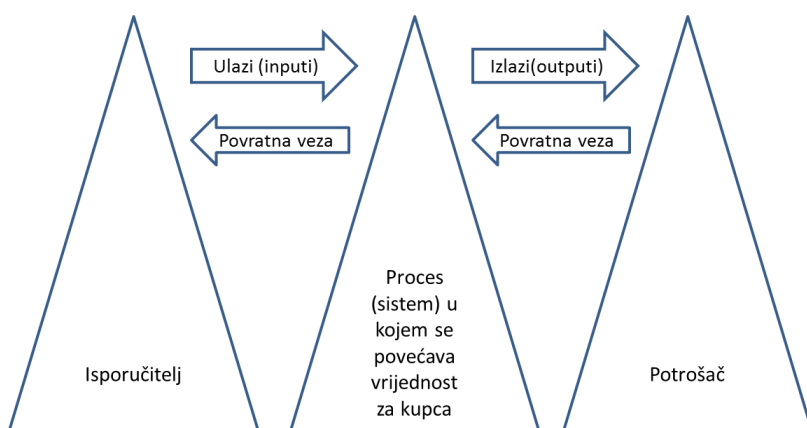 Ulazi (inputi)
Izlazi(outputi)
Povratna veza
Povratna veza
Isporučitelj
Proces
(sistem) u
kojem se
povećava
vrijednost
za kupca
Potrošač